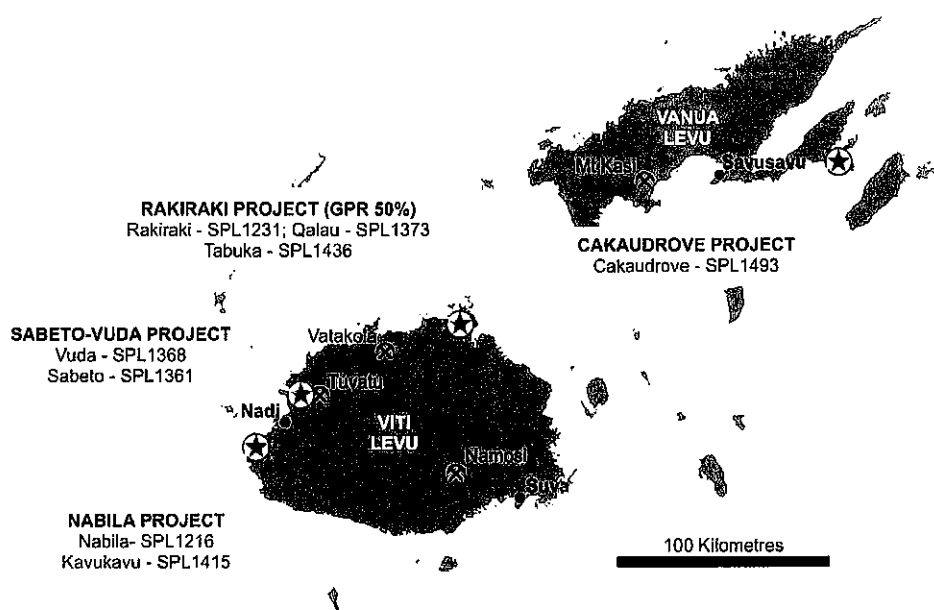 VANUA
LEVU
Mt Kasi
Savusavu
RAKIRAKI PROJECT (GPR 50%)
Rakiraki - SPL1231; Qalau - SPL1373
Tabuka - SPL1436
CAKAUDROVE PROJECT
Cakaudrove - SPL1493
SABETO-VUDA PROJECT
Vuda - SPL1368
Sabeto - SPL1361
Vatakola
Tuvatu
Nadi
VITI
LEVU
Namosi
Suva
NABILA PROJECT
Nabila- SPL1216
Kavukavu - SPL1415
100 Kilometres